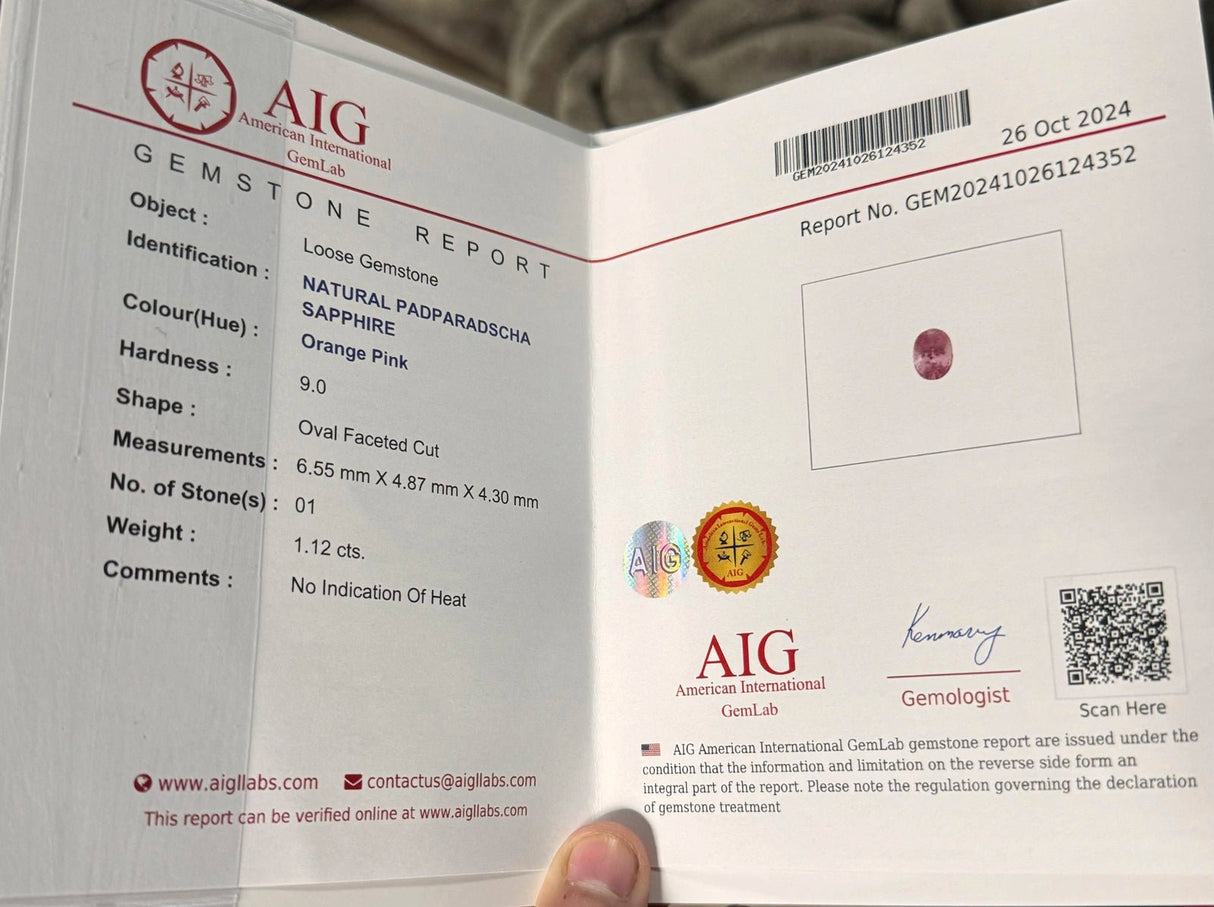 AIG
American International
GemLab
GEMSTONE REPORT
Object : Loose Gemstone
Identification : NATURAL PADPARADSCHA
SAPPHIRE
Colour(Hue) : Orange Pink
Hardness : 9.0
Shape : Oval Faceted Cut
Measurements : 6.55 mm X 4.87 mm X 4.30 mm
No. of Stone(s) : 01
Weight : 1.12 cts.
Comments : No Indication Of Heat
www.aigllabs.com contactus@aigllabs.com
This report can be verified online at www.aigllabs.com
GEM20241026124352
26 Oct 2024
Report No. GEM20241026124352
AIG
American International GemLab
AIG
AIG
American International
GemLab
Kenmary
Gemologist
Scan Here
AIG American International GemLab gemstone report are issued under the
condition that the information and limitation on the reverse side form an
integral part of the report. Please note the regulation governing the declaration
of gemstone treatment